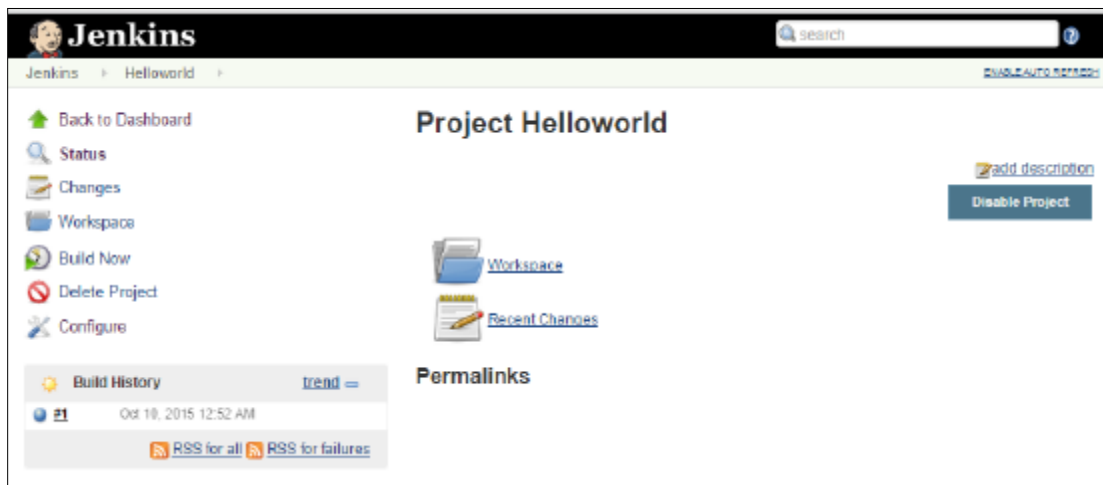 Jenkins
search
Jenkins Helloworld
ENABLE AUTO REFRESH
Back to Dashboard
Status
Changes
Workspace
Build Now
Delete Project
Configure
Build History trend
#1 Oct 10, 2015 12:52 AM
RSS for all RSS for failures
Project Helloworld
add description
Disable Project
Workspace
Recent Changes
Permalinks